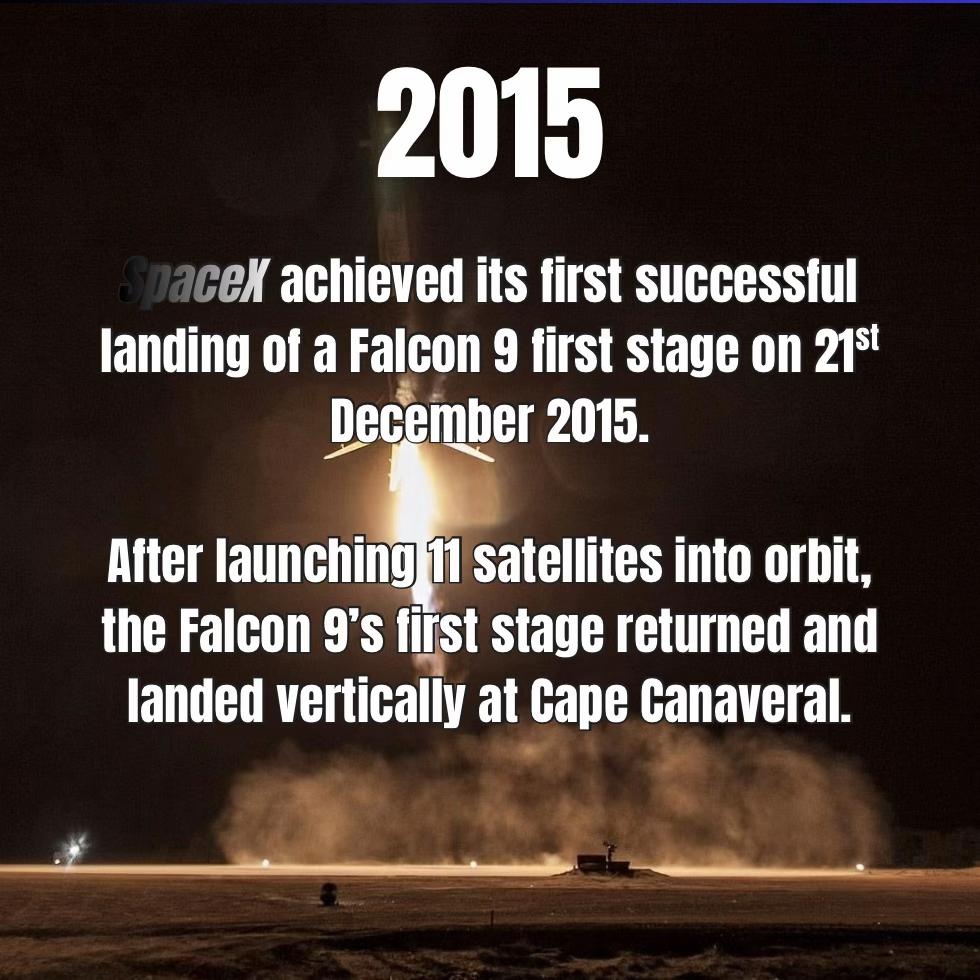 2015
SpaceX achieved its first successful
landing of a Falcon 9 first stage on 21st
December 2015.
After launching 11 satellites into orbit,
the Falcon 9’s first stage returned and
landed vertically at Cape Canaveral.